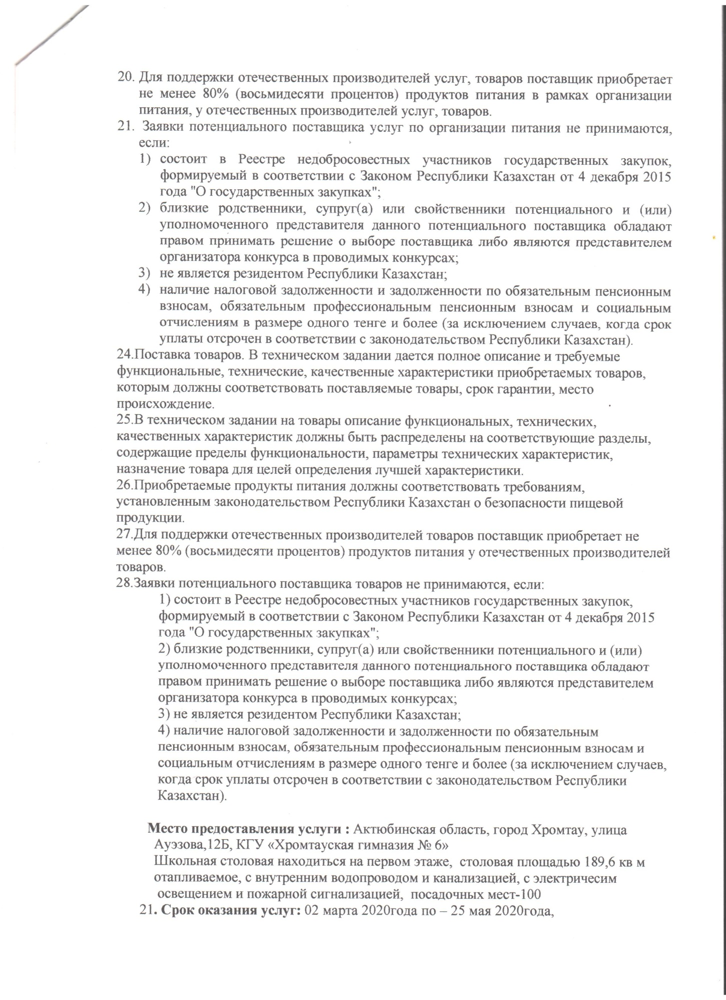 20. Для поддержки отечественных производителей услуг, товаров поставщик приобретает
не менее 80% (восьмидесяти процентов) продуктов питания в рамках организации
питания, у отечественных производителей услуг, товаров.
21. Заявки потенциального поставщика услуг по организации питания не принимаются,
если:
1) состоит в Реестре недобросовестных участников государственных закупок,
формируемый в соответствии с Законом Республики Казахстан от 4 декабря 2015
года "О государственных закупках";
2) близкие родственники, супруг(а) или свойственники потенциального и (или)
уполномоченного представителя данного потенциального поставщика обладают
правом принимать решение о выборе поставщика либо являются представителем
организатора конкурса в проводимых конкурсах;
3) не является резидентом Республики Казахстан;
4) наличие налоговой задолженности и задолженности по обязательным пенсионным
взносам, обязательным профессиональным пенсионным взносам и социальным
отчислениям в размере одного тенге и более (за исключением случаев, когда срок
уплаты отсрочен в соответствии с законодательством Республики Казахстан).
24.Поставка товаров. В техническом задании дается полное описание и требуемые
функциональные, технические, качественные характеристики приобретаемых товаров,
которым должны соответствовать поставляемые товары, срок гарантии, место
происхождение.
25.В техническом задании на товары описание функциональных, технических,
качественных характеристик должны быть распределены на соответствующие разделы,
содержащие пределы функциональности, параметры технических характеристик,
назначение товара для целей определения лучшей характеристики.
26.Приобретаемые продукты питания должны соответствовать требованиям,
установленным законодательством Республики Казахстан о безопасности пищевой
продукции.
27.Для поддержки отечественных производителей товаров поставщик приобретает не
менее 80% (восьмидесяти процентов) продуктов питания у отечественных производителей
товаров.
28.Заявки потенциального поставщика товаров не принимаются, если:
1) состоит в Реестре недобросовестных участников государственных закупок,
формируемый в соответствии с Законом Республики Казахстан от 4 декабря 2015
года "О государственных закупках";
2) близкие родственники, супруг(а) или свойственники потенциального и (или)
уполномоченного представителя данного потенциального поставщика обладают
правом принимать решение о выборе поставщика либо являются представителем
организатора конкурса в проводимых конкурсах;
3) не является резидентом Республики Казахстан;
4) наличие налоговой задолженности и задолженности по обязательным
пенсионным взносам, обязательным профессиональным пенсионным взносам и
социальным отчислениям в размере одного тенге и более (за исключением случаев,
когда срок уплаты отсрочен в соответствии с законодательством Республики
Казахстан).
Место предоставления услуги : Актюбинская область, город Хромтау, улица
Ауэзова,12Б, КГУ «Хромтауская гимназия № 6»
Школьная столовая находиться на первом этаже, столовая площадью 189,6 кв м
отапливаемое, с внутренним водопроводом и канализацией, с электричесим
освещением и пожарной сигнализацией, посадочных мест-100
21. Срок оказания услуг: 02 марта 2020года по – 25 мая 2020года,